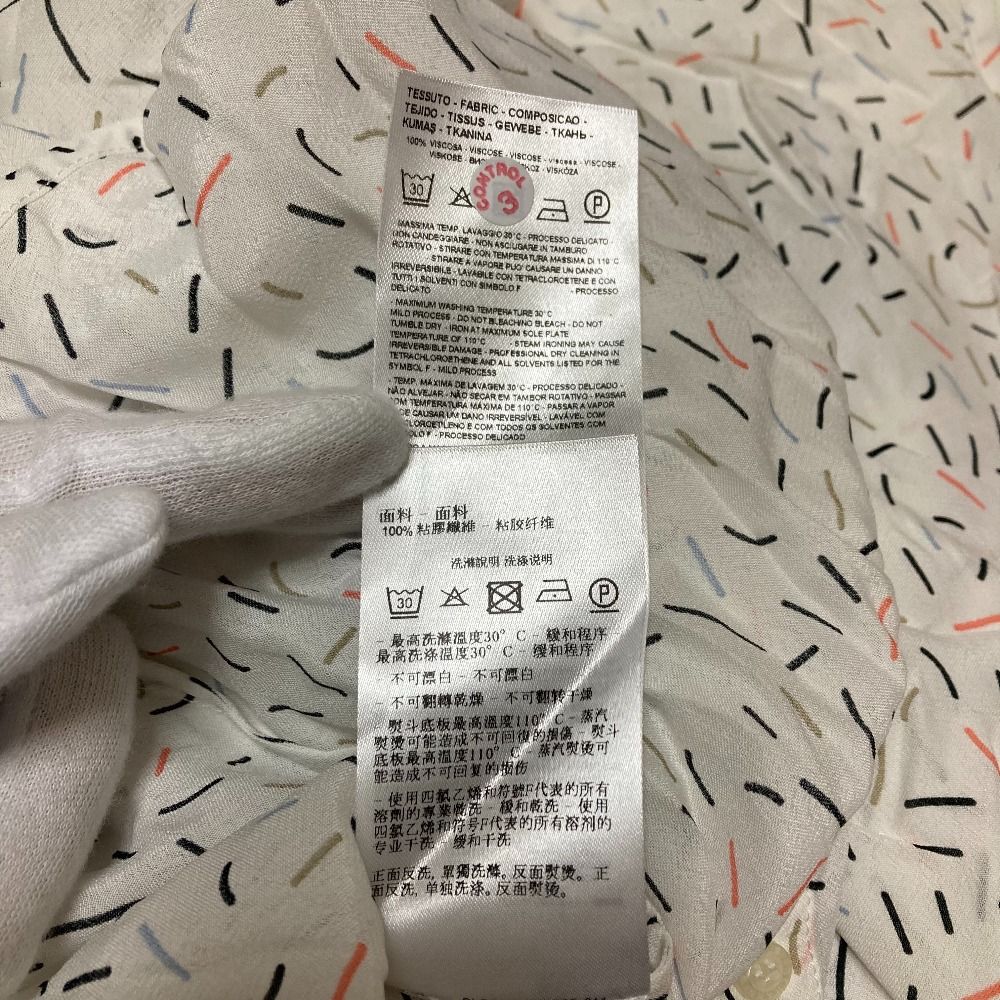 TESSUTO - FABRIC - COMPOSICAO -
TEJIDO - TISSUS - GEWEBE - ТКАНЬ -
KUMAS - TKANINA
100% VISCOSA - VISCOSE - VISCOSE - VISCOSE -
VISKOSE - VISKÓZA
30
CONTROL
3
P
MASSIMA TEMP. LAVAGGIO 30°C - PROCESSO DELICATO -
NON CANDEGGIARE - NON ASCIUGARE IN TAMBURO
ROTATIVO - STIRARE CON TEMPERATURA MASSIMA DI 110°C
- STIRARE A VAPORE PUO' CAUSARE UN DANNO
IRREVERSIBILE - LAVABILE CON TETRACLOROETENE E CON
TUTTI I SOLVENTI CON SIMBOLO F - PROCESSO
DELICATO
- MAXIMUM WASHING TEMPERATURE 30°C
MILD PROCESS - DO NOT BLEACHING BLEACH - DO NOT
TUMBLE DRY - IRON AT MAXIMUM SOLE PLATE
TEMPERATURE OF 110°C - STEAM IRONING MAY CAUSE
IRREVERSIBLE DAMAGE - PROFESSIONAL DRY CLEANING IN
TETRACHLOROETHENE AND ALL SOLVENTS LISTED FOR THE
SYMBOL F - MILD PROCESS
- TEMP. MÁXIMA DE LAVAGEM 30°C - PROCESSO DELICADO -
NÃO ALVEJAR - NÃO SECAR EM TAMBOR ROTATIVO - PASSAR
COM TEMPERATURA MÁXIMA DE 110°C - PASSAR A VAPOR
CAUSAR UM DANO IRREVERSÍVEL - LAVÁVEL COM
E COM TODOS OS SOLVENTES COM
F - PROCESSO DELICADO
面料 - 面料
100% 粘膠纖維 - 粘胶纤维
洗滌說明 洗涤说明
30
P
- 最高洗滌溫度30° C - 緩和程序
最高洗涤温度30° C - 缓和程序
- 不可漂白 - 不可漂白
- 不可翻轉乾燥 - 不可翻转干燥
- 熨斗底板最高溫度110° C - 蒸汽
熨燙可能造成不可回復的損傷 - 熨斗
底板最高温度110° C - 蒸汽熨烫可
能造成不可回复的损伤
- 使用四氯乙烯和符號F代表的所有
溶劑的專業乾洗 - 緩和乾洗 - 使用
四氯乙烯和符号F代表的所有溶剂的
专业干洗 - 缓和干洗
正面反洗, 單獨洗滌。反面熨燙。正
面反洗, 单独洗涤。反面熨烫。